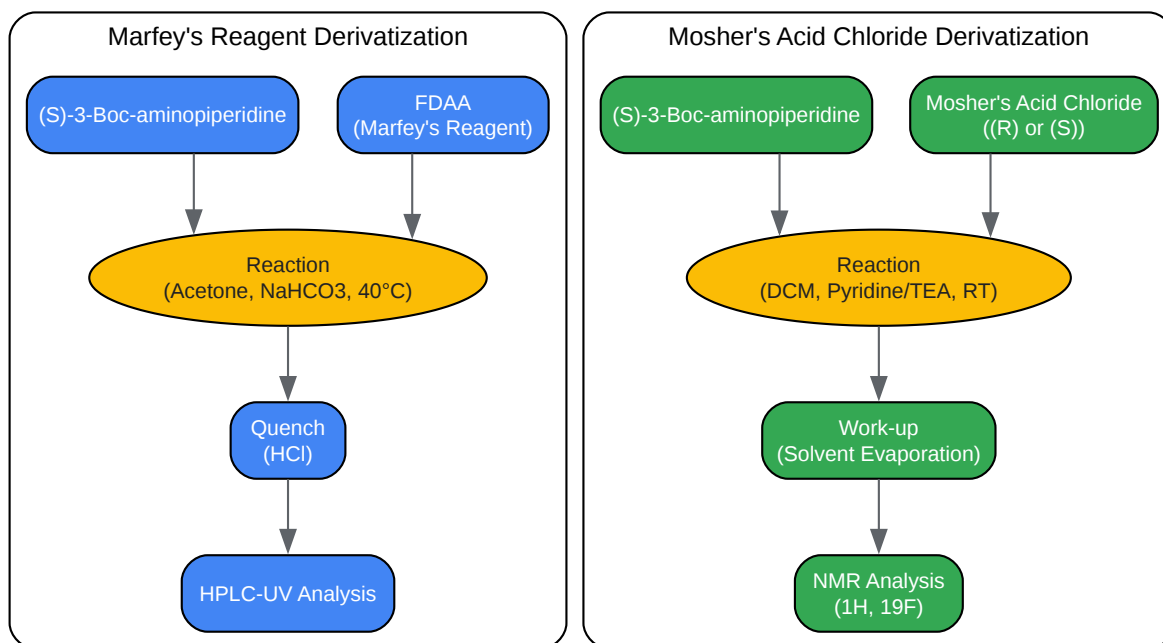 Marfey's Reagent Derivatization
(S)-3-Boc-aminopiperidine
FDAA
(Marfey's Reagent)
Reaction
(Acetone, NaHCO3, 40°C)
Quench
(HCl)
HPLC-UV Analysis
Mosher's Acid Chloride Derivatization
(S)-3-Boc-aminopiperidine
Mosher's Acid Chloride
((R) or (S))
Reaction
(DCM, Pyridine/TEA, RT)
Work-up
(Solvent Evaporation)
NMR Analysis
(1H, 19F)